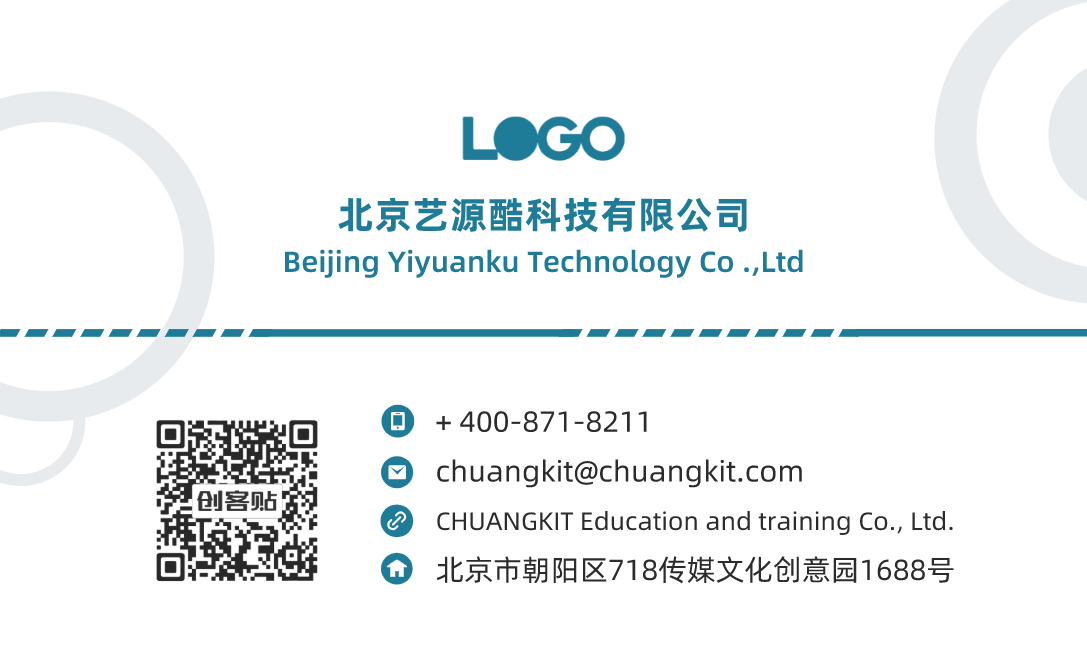 LOGO
北京艺源酷科技有限公司
Beijing Yiyuanku Technology Co .,Ltd
创客贴
+ 400-871-8211
chuangkit@chuangkit.com
CHUANGKIT Education and training Co., Ltd.
北京市朝阳区718传媒文化创意园1688号